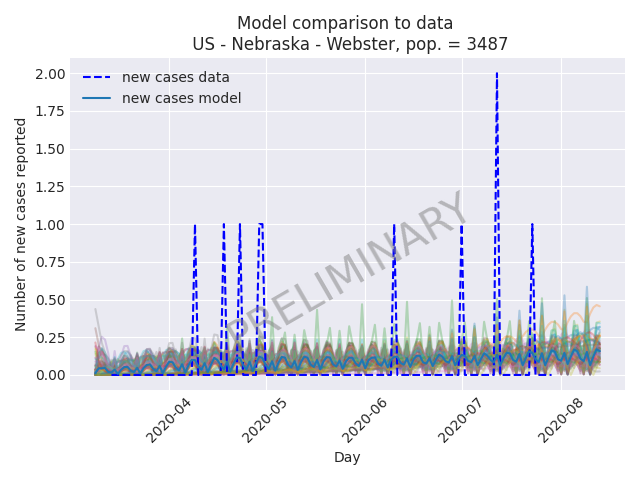 Model comparison to data
US - Nebraska - Webster, pop. = 3487
new cases data
new cases model
Number of new cases reported
2.00
1.75
1.50
1.25
1.00
0.75
0.50
0.25
0.00
PRELIMINARY
2020-04
2020-05
2020-06
2020-07
2020-08
Day